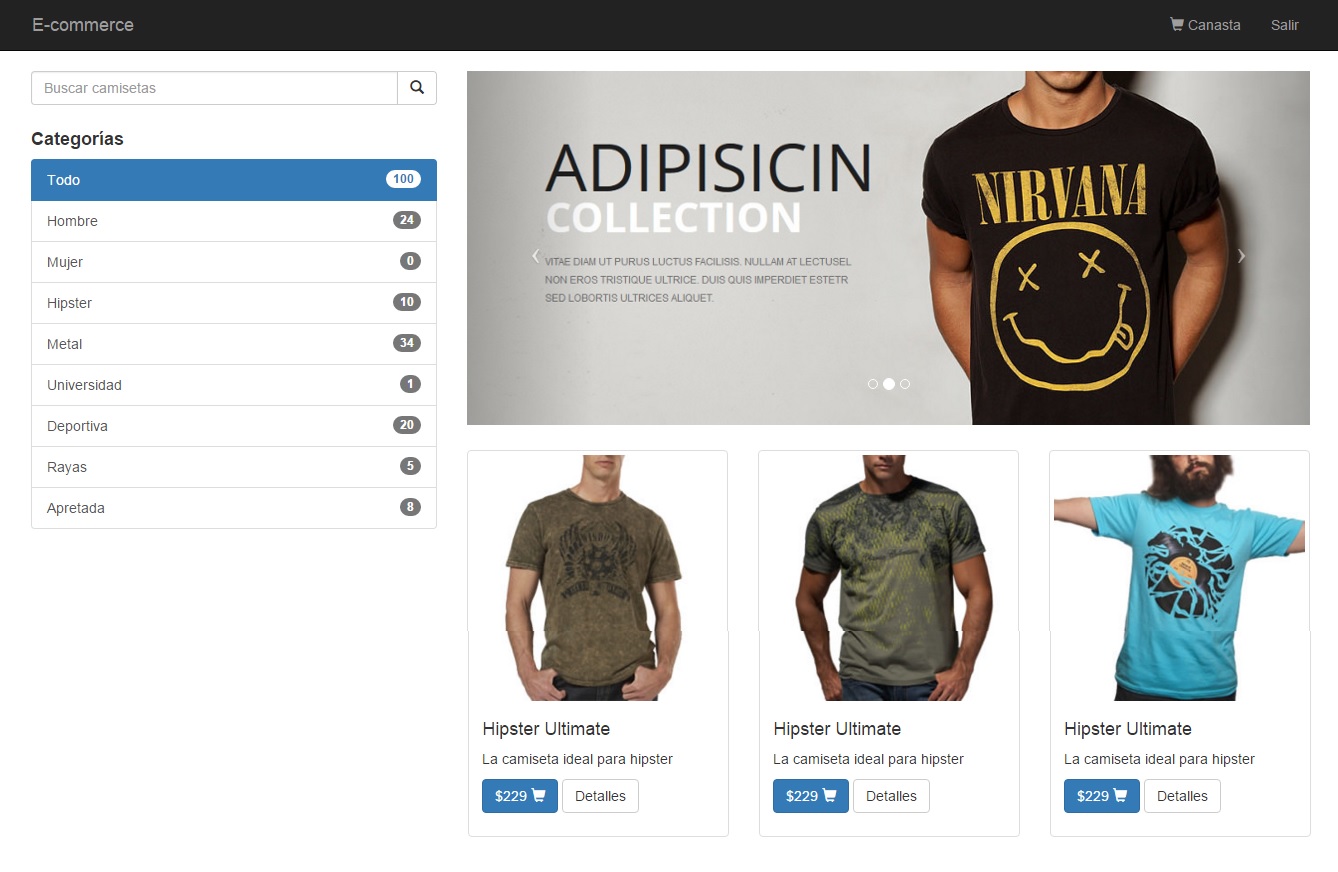 E-commerce
Canasta
Salir
Buscar camisetas
Categorías
Todo 100
Hombre 24
Mujer 0
Hipster 10
Metal 34
Universidad 1
Deportiva 20
Rayas 5
Apretada 8
ADIPISICIN
COLLECTION
VITAE DIAM UT PURUS LUCTUS FACILISIS. NULLAM AT LECTUSEL
NON EROS TRISTIQUE ULTRICE. DUIS QUIS IMPERDIET ESTETR
SED LOBORTIS ULTRICES ALIQUET.
NIRVANA
Hipster Ultimate
La camiseta ideal para hipster
$229
Detalles
Hipster Ultimate
La camiseta ideal para hipster
$229
Detalles
Hipster Ultimate
La camiseta ideal para hipster
$229
Detalles